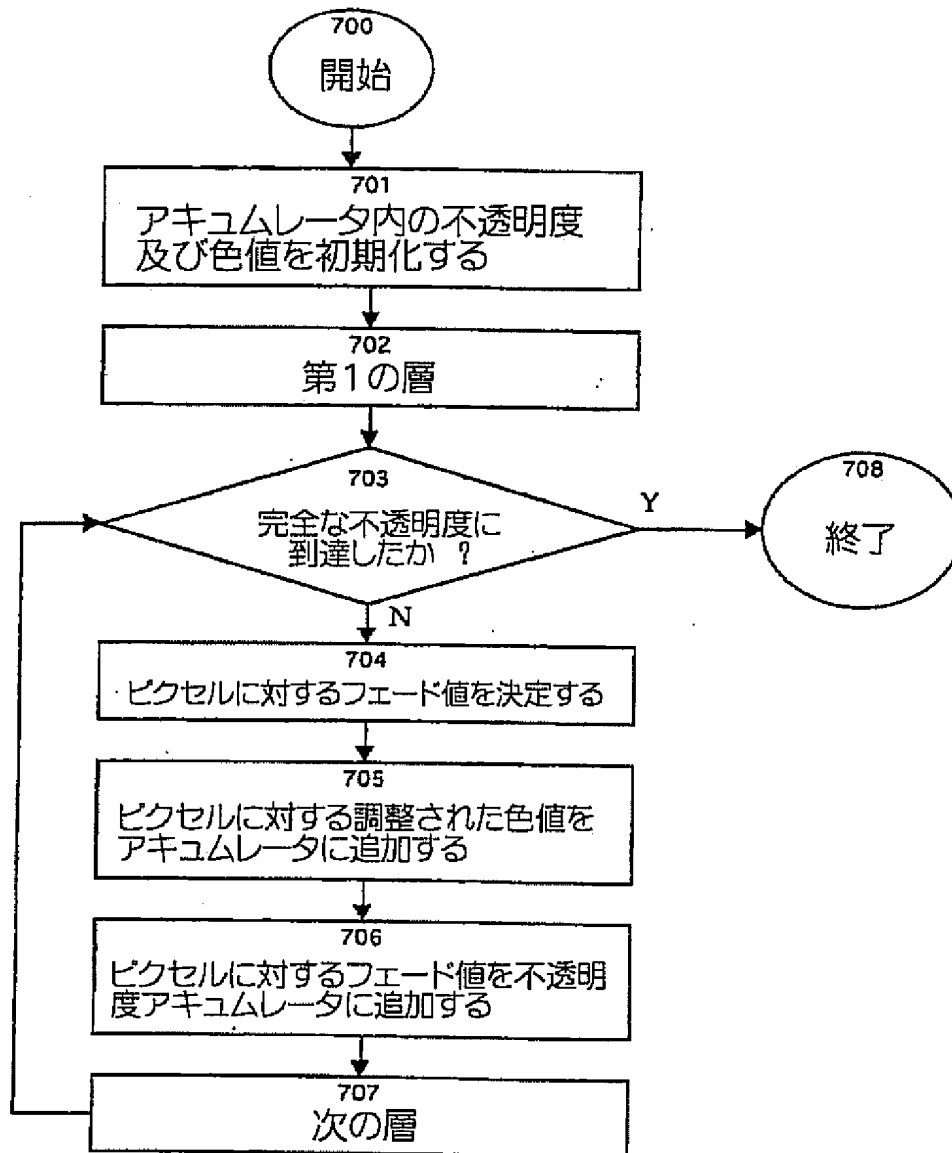 700
開始
701
アキュムレータ内の不透明度
及び色値を初期化する
702
第1の層
703
完全な不透明度に
到達したか ?
Y
708
終了
N
704
ピクセルに対するフェード値を決定する
705
ピクセルに対する調整された色値を
アキュムレータに追加する
706
ピクセルに対するフェード値を不透明
度アキュムレータに追加する
707
次の層